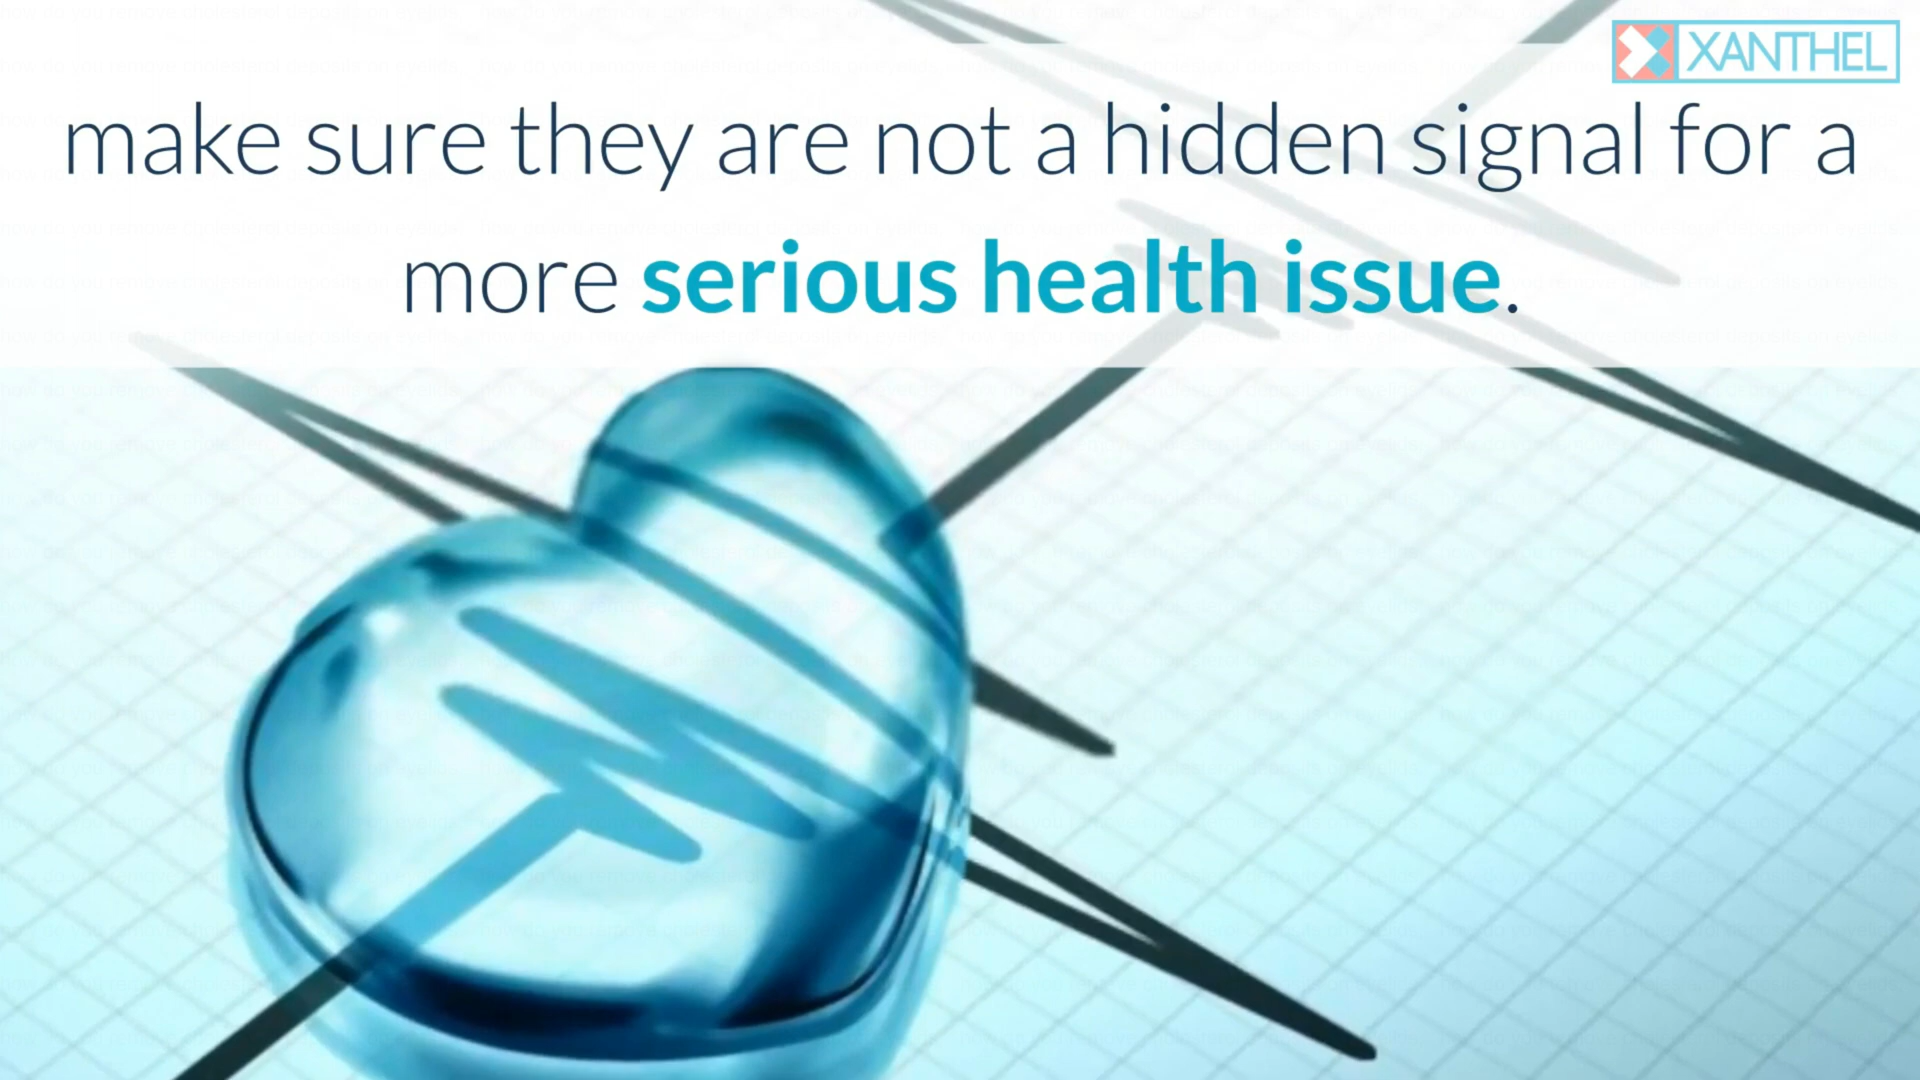 XANTHEL
make sure they are not a hidden signal for a
more serious health issue.